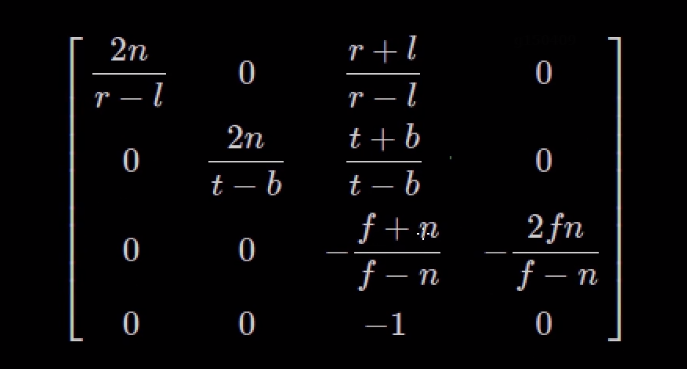 2n/(r − l) 0 (r + l)/(r − l) 0
0 2n/(t − b) (t + b)/(t − b) 0
0 0 −(f + n)/(f − n) −2fn/(f − n)
0 0 −1 0